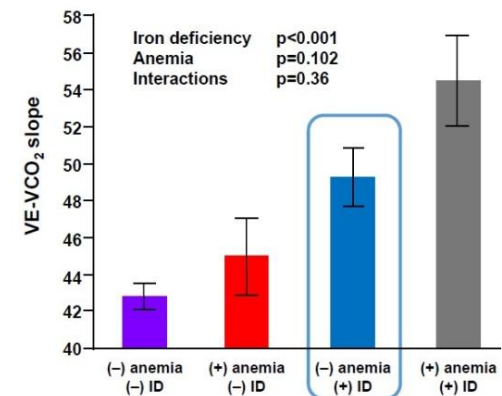 58
56
54
52
50
48
46
44
42
40
VE-VCO₂ slope
Iron deficiency p<0.001
Anemia p=0.102
Interactions p=0.36
(–) anemia (+) anemia (–) anemia (+) anemia
(–) ID (–) ID (+) ID (+) ID